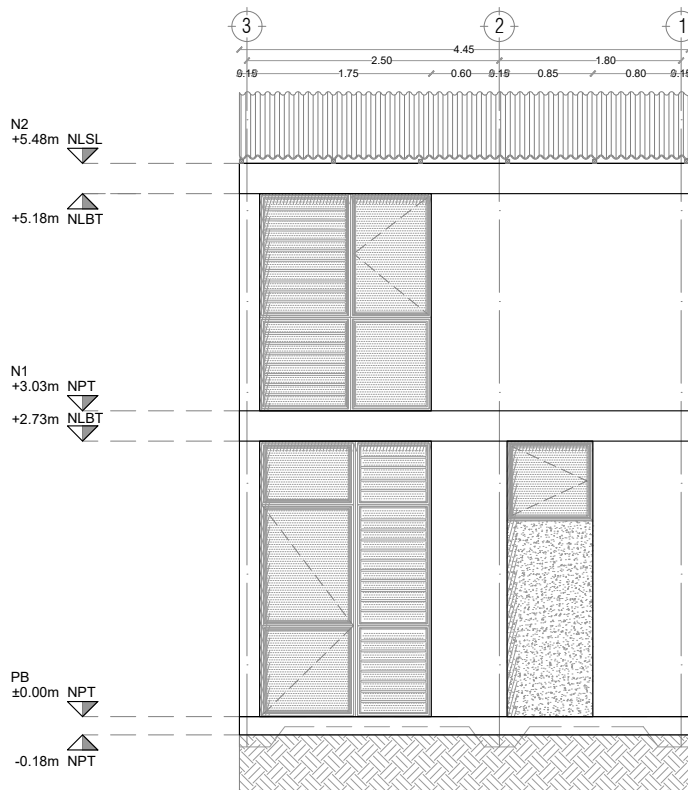 3 2 1
4.45
2.50 1.80
0.15 1.75 0.60 0.15 0.85 0.80 0.15
N2
+5.48m NLSL
+5.18m NLBT
N1
+3.03m NPT
+2.73m NLBT
PB
±0.00m NPT
-0.18m NPT